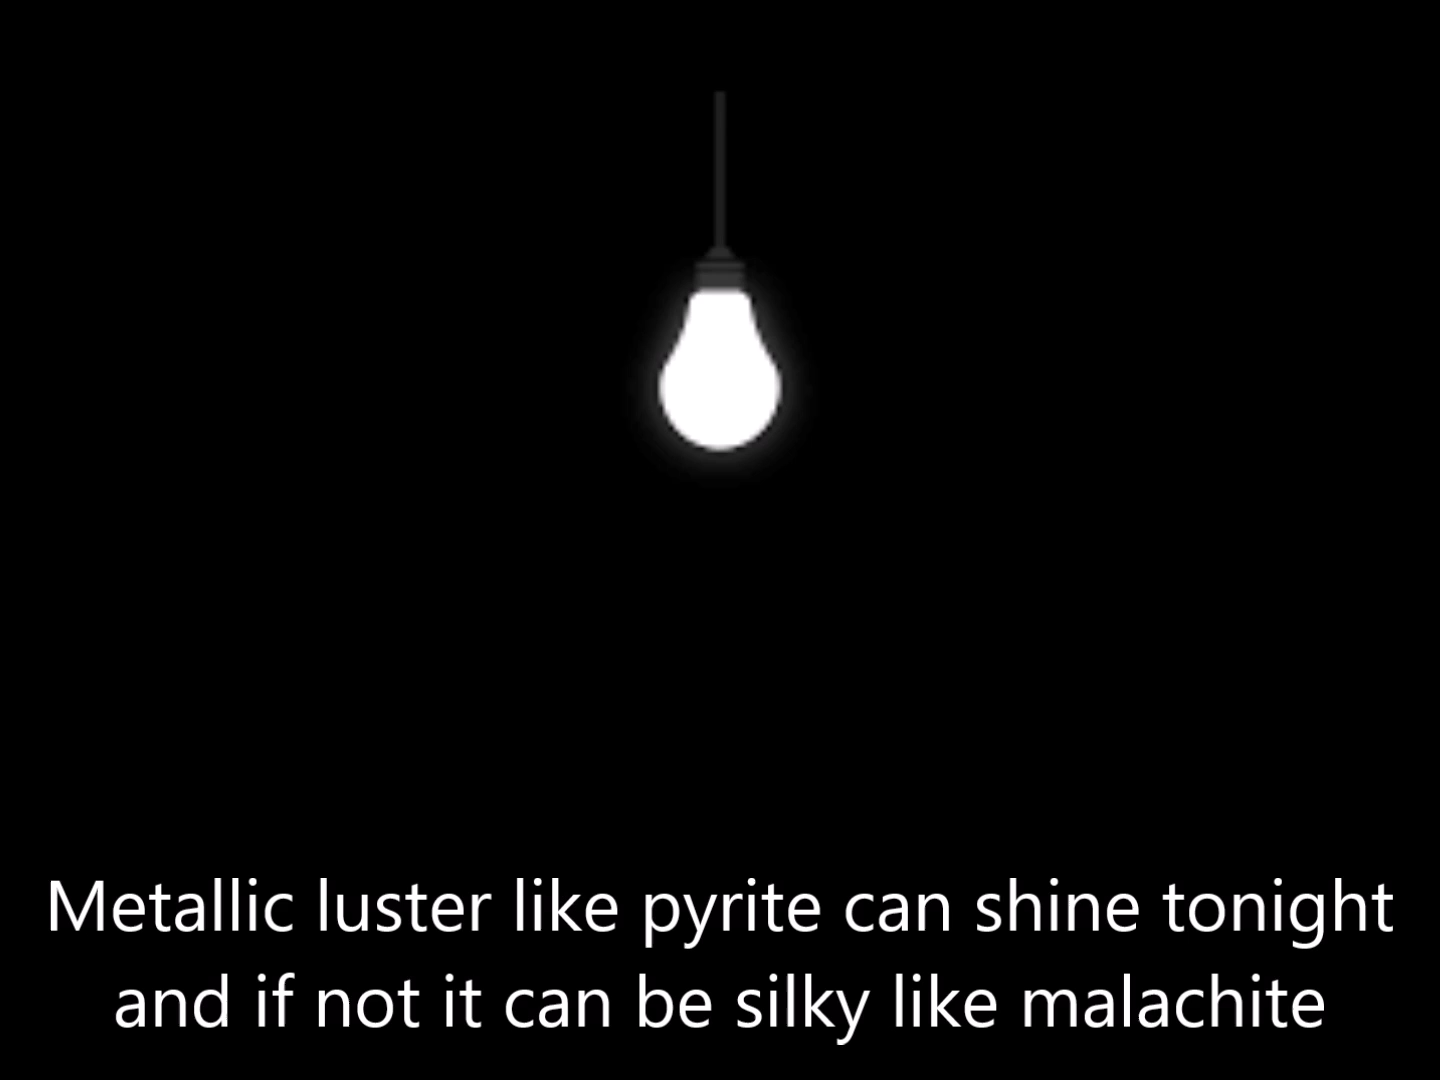 Metallic luster like pyrite can shine tonight
and if not it can be silky like malachite